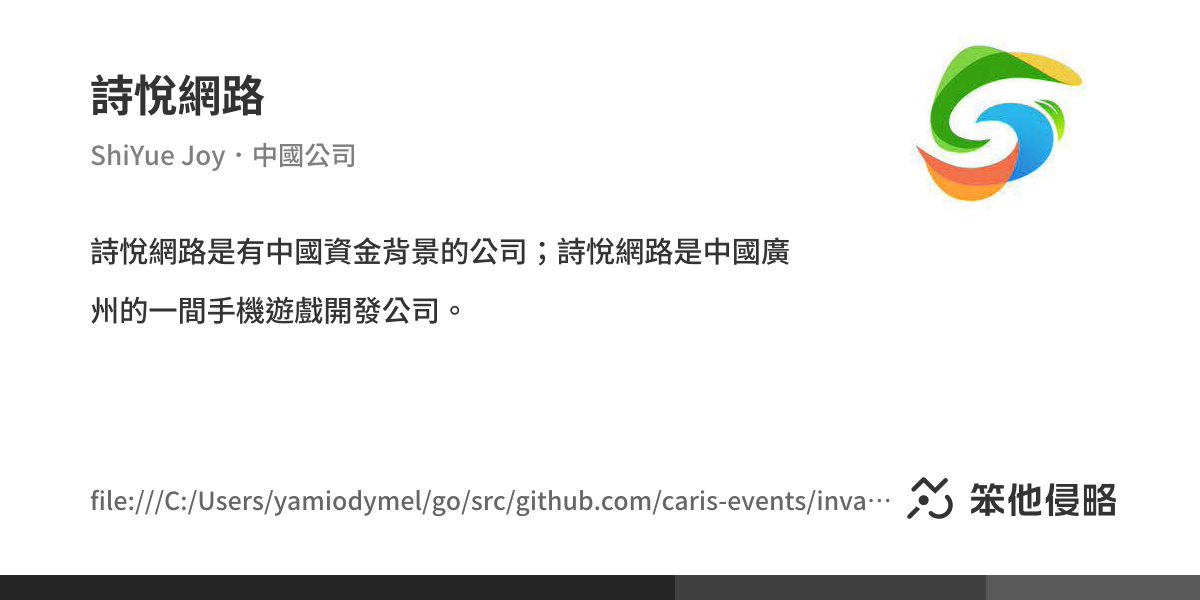 詩悅網路
ShiYue Joy・中國公司
詩悅網路是有中國資金背景的公司；詩悅網路是中國廣
州的一間手機遊戲開發公司。
file:///C:/Users/yamiodymel/go/src/github.com/caris-events/inva…
笨他侵略